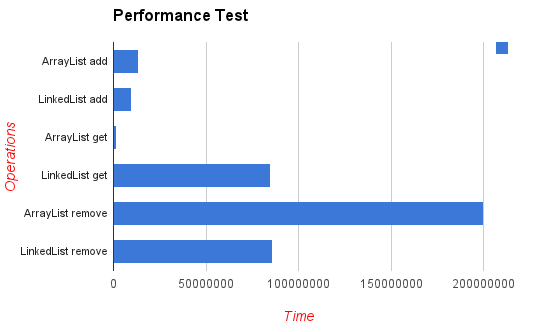 Performance Test
ArrayList add
LinkedList add
ArrayList get
LinkedList get
ArrayList remove
LinkedList remove
Operations
0 50000000 100000000 150000000 200000000
Time